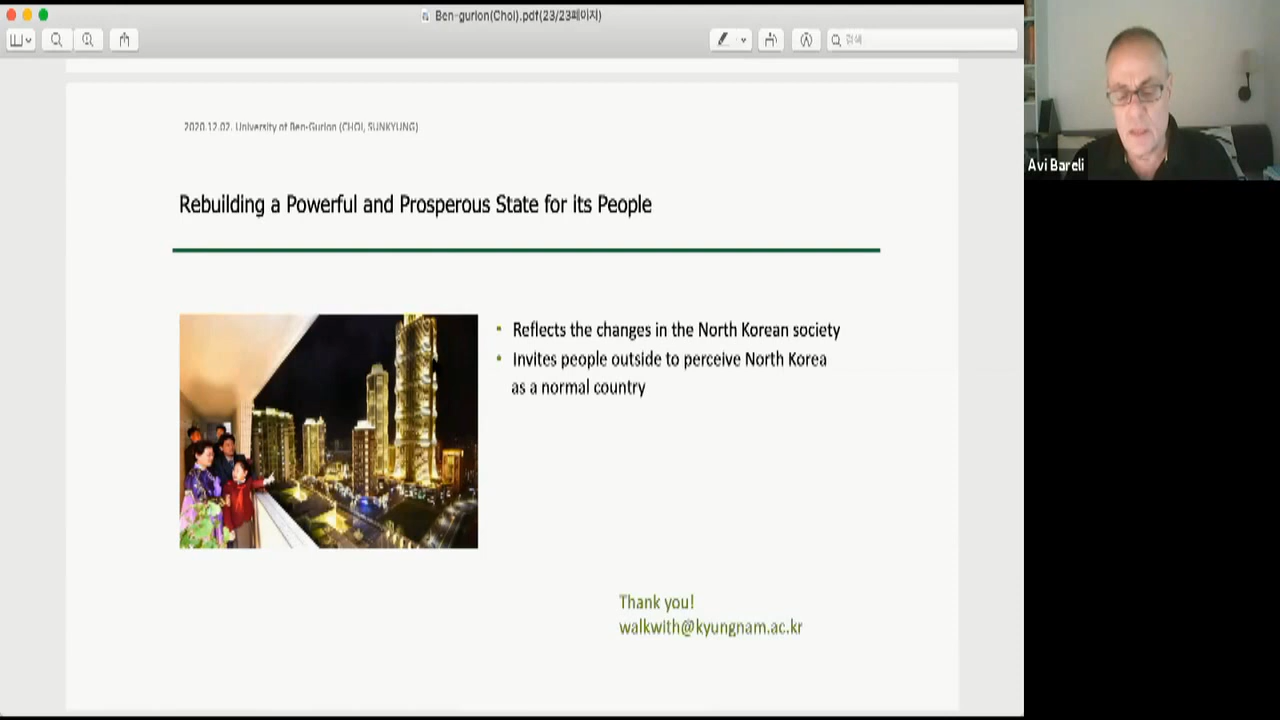 Ben-gurion(Choi).pdf(23/23페이지)
검색
2020.12.02. University of Ben-Gurion (CHOI, SUNKYUNG)
Rebuilding a Powerful and Prosperous State for its People
▪ Reflects the changes in the North Korean society
• Invites people outside to perceive North Korea
as a normal country
Thank you!
walkwith@kyungnam.ac.kr
Avi Bareli